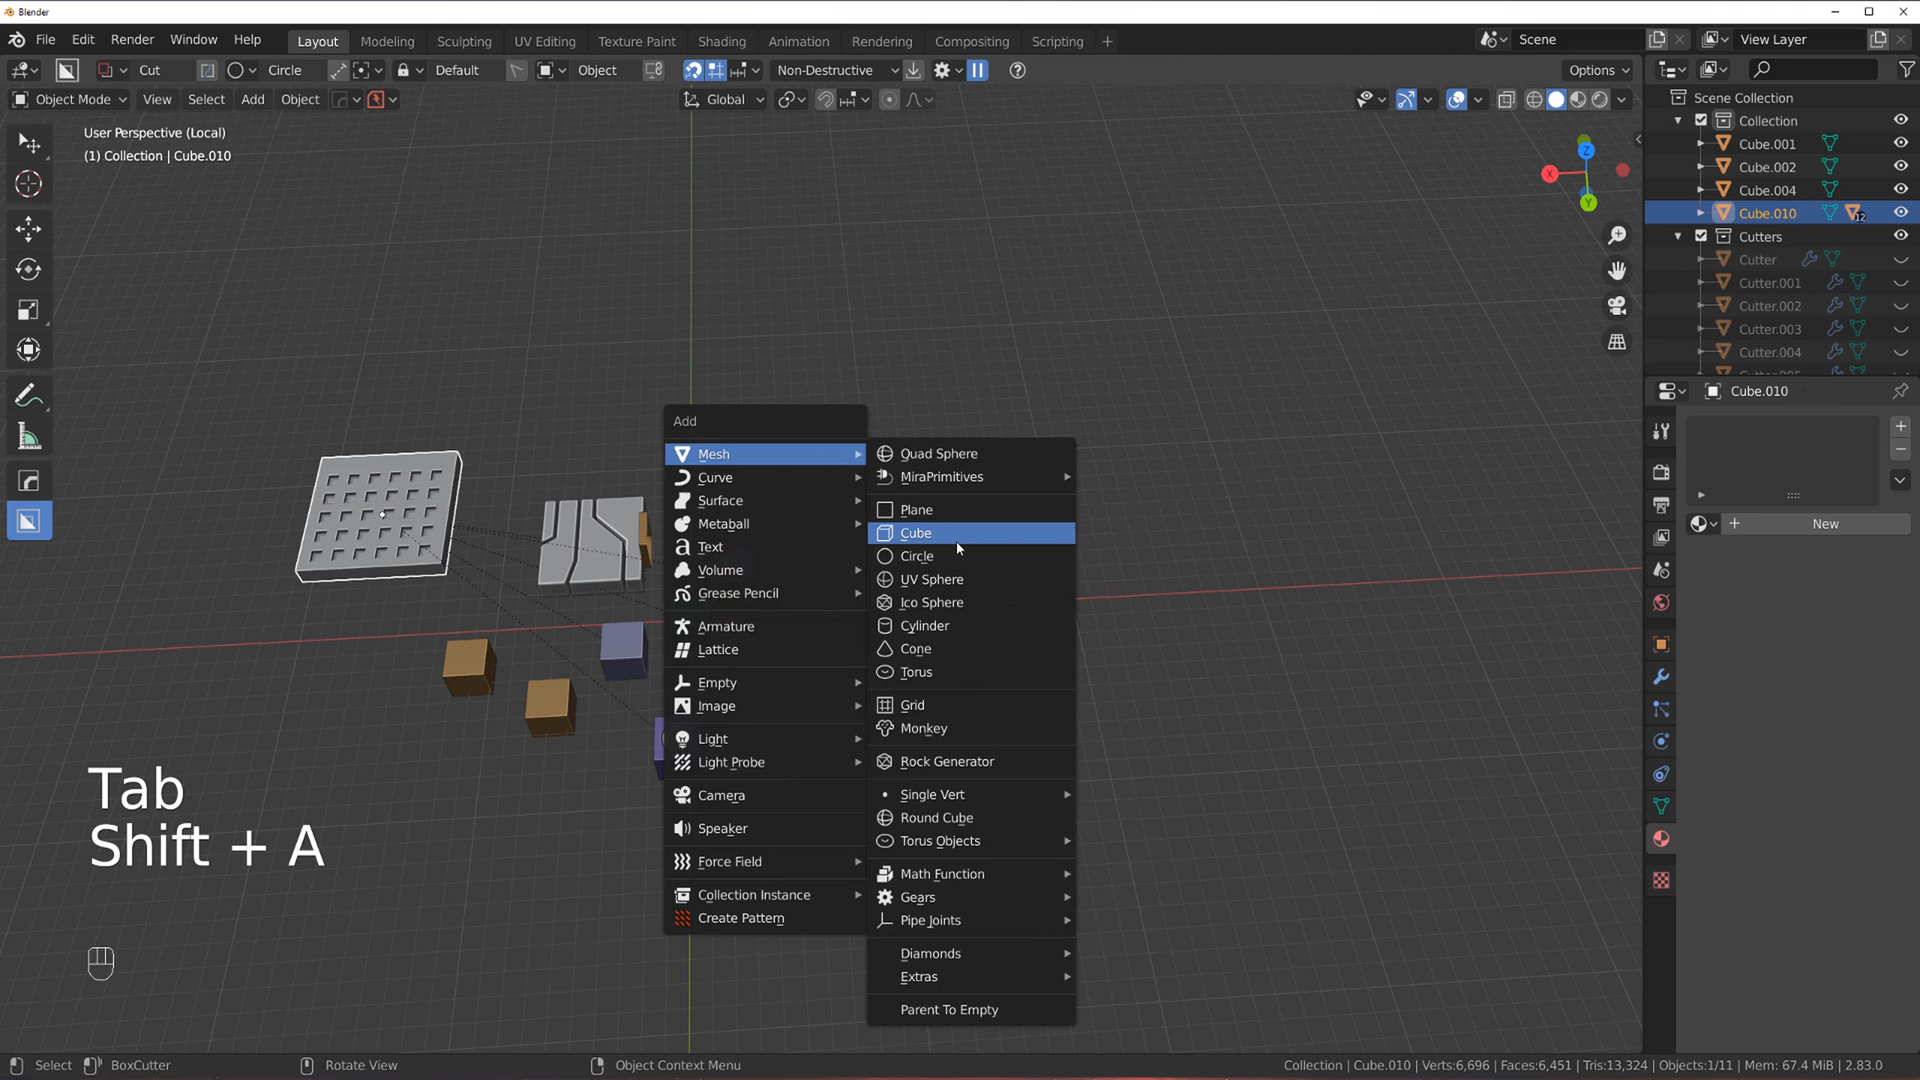 Blender
File Edit Render Window Help Layout Modeling Sculpting UV Editing Texture Paint Shading Animation Rendering Compositing Scripting + Scene View Layer
Cut Circle Default Object Non-Destructive Options
Object Mode View Select Add Object Global
User Perspective (Local)
(1) Collection | Cube.010
Z
X
Y
Scene Collection
Collection
Cube.001
Cube.002
Cube.004
Cube.010 12
Cutters
Cutter
Cutter.001
Cutter.002
Cutter.003
Cutter.004
Cube.010
New
Add
Mesh
Curve
Surface
Metaball
Text
Volume
Grease Pencil
Armature
Lattice
Empty
Image
Light
Light Probe
Camera
Speaker
Force Field
Collection Instance
Create Pattern
Quad Sphere
MiraPrimitives
Plane
Cube
Circle
UV Sphere
Ico Sphere
Cylinder
Cone
Torus
Grid
Monkey
Rock Generator
Single Vert
Round Cube
Torus Objects
Math Function
Gears
Pipe Joints
Diamonds
Extras
Parent To Empty
Tab
Shift + A
Select BoxCutter Rotate View Object Context Menu Collection | Cube.010 | Verts:6,696 | Faces:6,451 | Tris:13,324 | Objects:1/11 | Mem: 67.4 MiB | 2.83.0